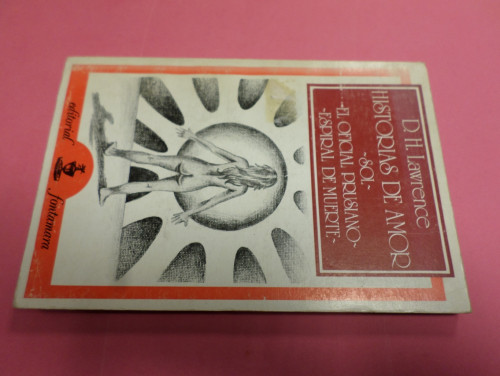 D.H. Lawrence
HISTORIAS DE AMOR
-SOL-
-EL OFICIAL PRUSIANO-
-ESPIRAL DE MUERTE-
editorial fontamara